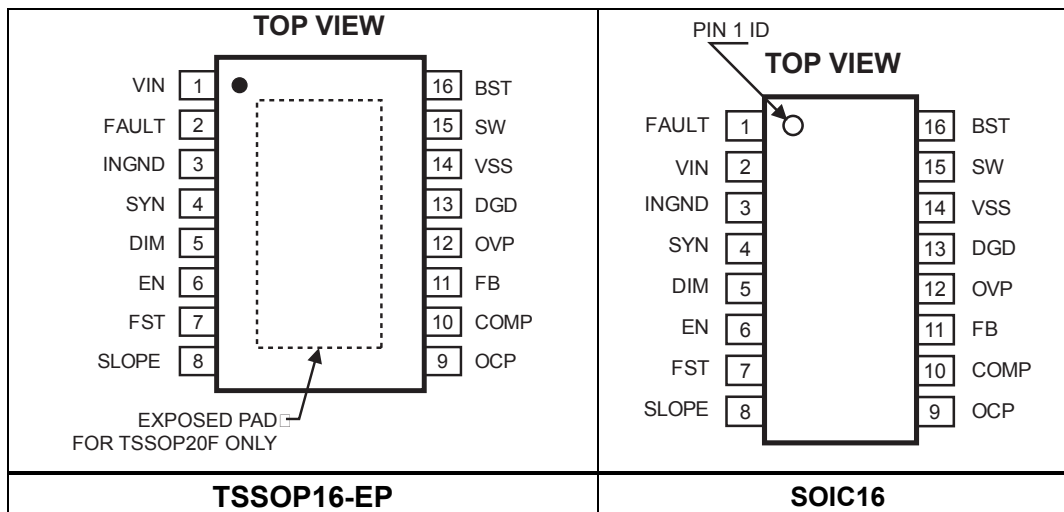 TOP VIEW
VIN 1
FAULT 2
INGND 3
SYN 4
DIM 5
EN 6
FST 7
SLOPE 8
16 BST
15 SW
14 VSS
13 DGD
12 OVP
11 FB
10 COMP
9 OCP
EXPOSED PAD
FOR TSSOP20F ONLY
TSSOP16-EP
PIN 1 ID
TOP VIEW
FAULT 1
VIN 2
INGND 3
SYN 4
DIM 5
EN 6
FST 7
SLOPE 8
16 BST
15 SW
14 VSS
13 DGD
12 OVP
11 FB
10 COMP
9 OCP
SOIC16